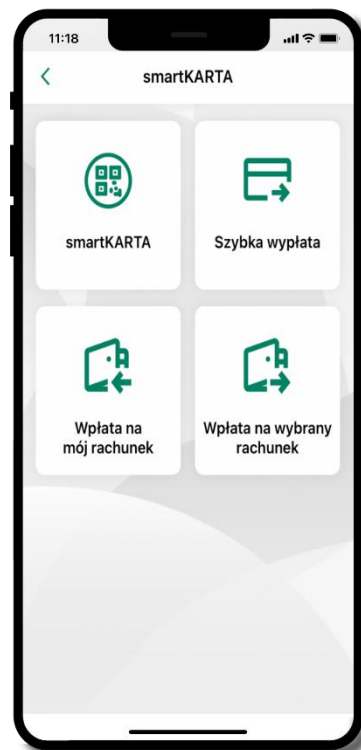 11:18
smartKARTA
smartKARTA
Szybka wypłata
Wpłata na
mój rachunek
Wpłata na wybrany
rachunek